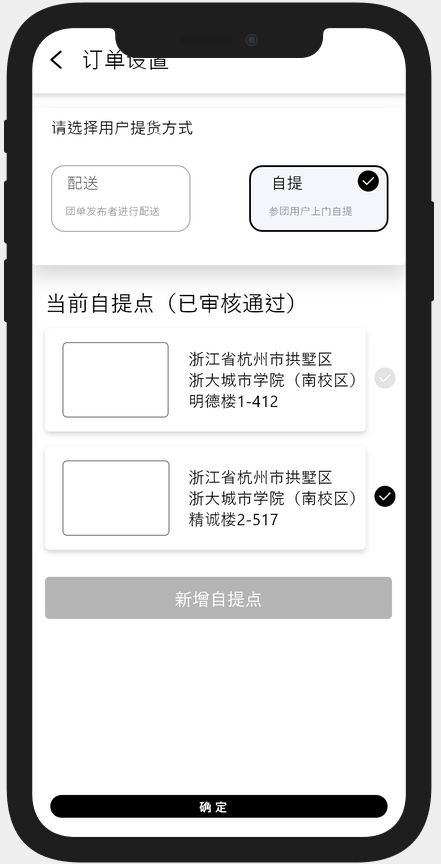 订单设置
请选择用户提货方式
配送
团单发布者进行配送
自提
参团用户上门自提
当前自提点（已审核通过）
浙江省杭州市拱墅区
浙大城市学院（南校区）
明德楼1-412
浙江省杭州市拱墅区
浙大城市学院（南校区）
精诚楼2-517
新增自提点
确定